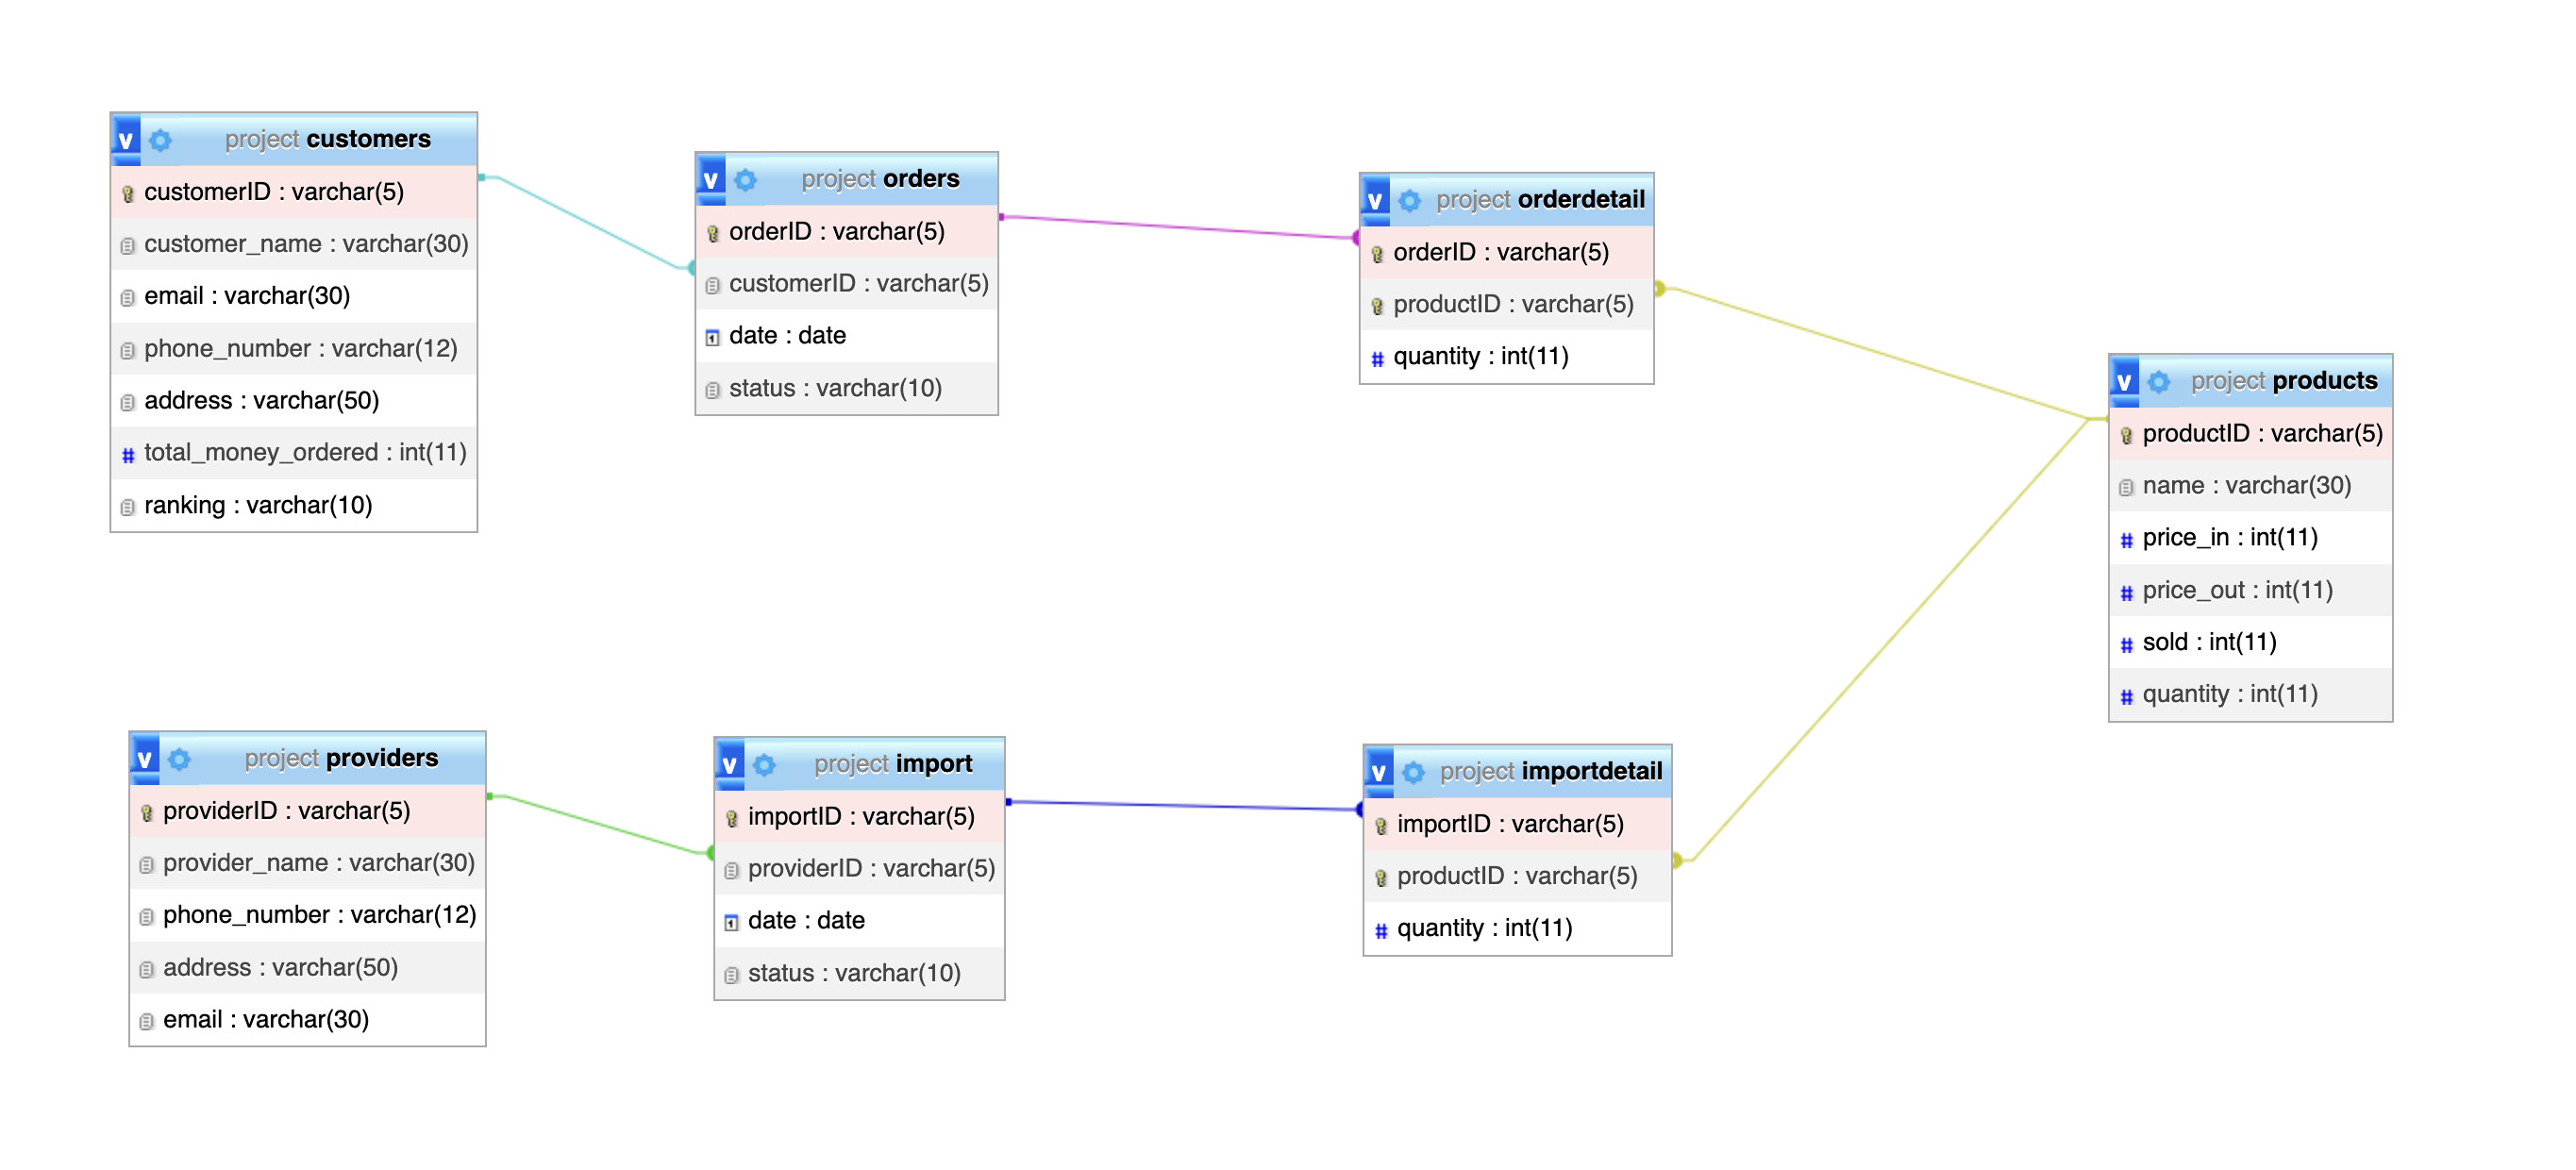 v project customers
customerID : varchar(5)
customer_name : varchar(30)
email : varchar(30)
phone_number : varchar(12)
address : varchar(50)
# total_money_ordered : int(11)
ranking : varchar(10)
v project orders
orderID : varchar(5)
customerID : varchar(5)
date : date
status : varchar(10)
v project orderdetail
orderID : varchar(5)
productID : varchar(5)
# quantity : int(11)
v project products
productID : varchar(5)
name : varchar(30)
# price_in : int(11)
# price_out : int(11)
# sold : int(11)
# quantity : int(11)
v project providers
providerID : varchar(5)
provider_name : varchar(30)
phone_number : varchar(12)
address : varchar(50)
email : varchar(30)
v project import
importID : varchar(5)
providerID : varchar(5)
date : date
status : varchar(10)
v project importdetail
importID : varchar(5)
productID : varchar(5)
# quantity : int(11)